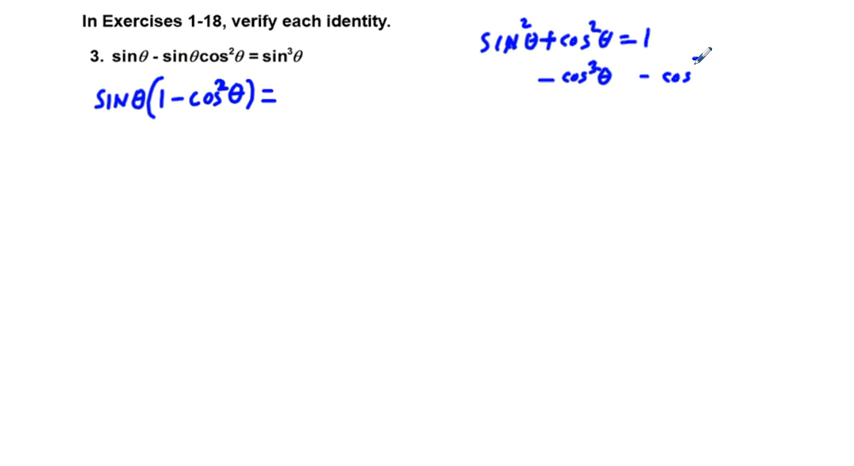 In Exercises 1-18, verify each identity.
3. sinθ - sinθcos²θ = sin³θ
SINθ(1-cos²θ)=
SIN²θ+cos²θ=1
- cos²θ - cos